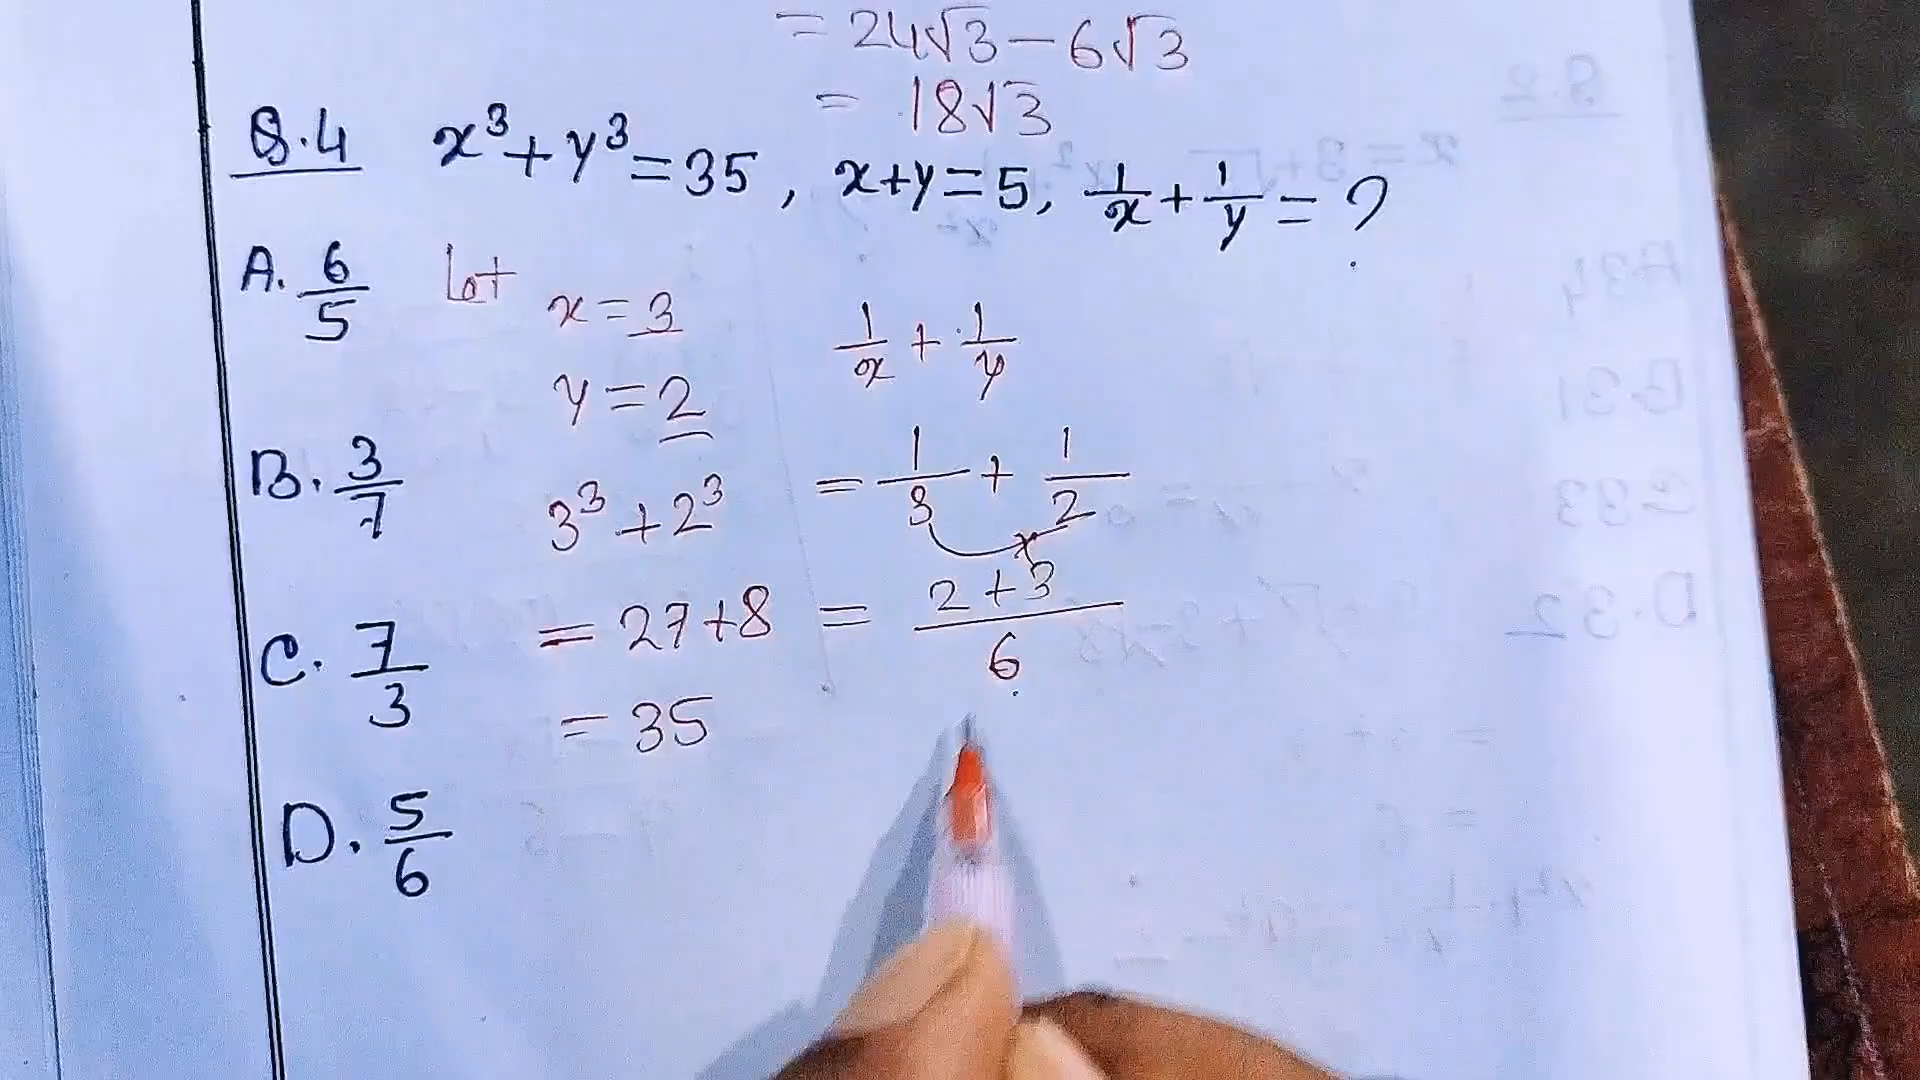 = 24√3 - 6√3
= 18√3
Q.4 x³+y³=35, x+y=5, 1/x + 1/y = ?
A. 6/5
Let x = 3
y = 2
3³+2³
= 27+8
= 35
1/x + 1/y
= 1/3 + 1/2
= 2+3/6
B. 3/7
C. 7/3
D. 5/6